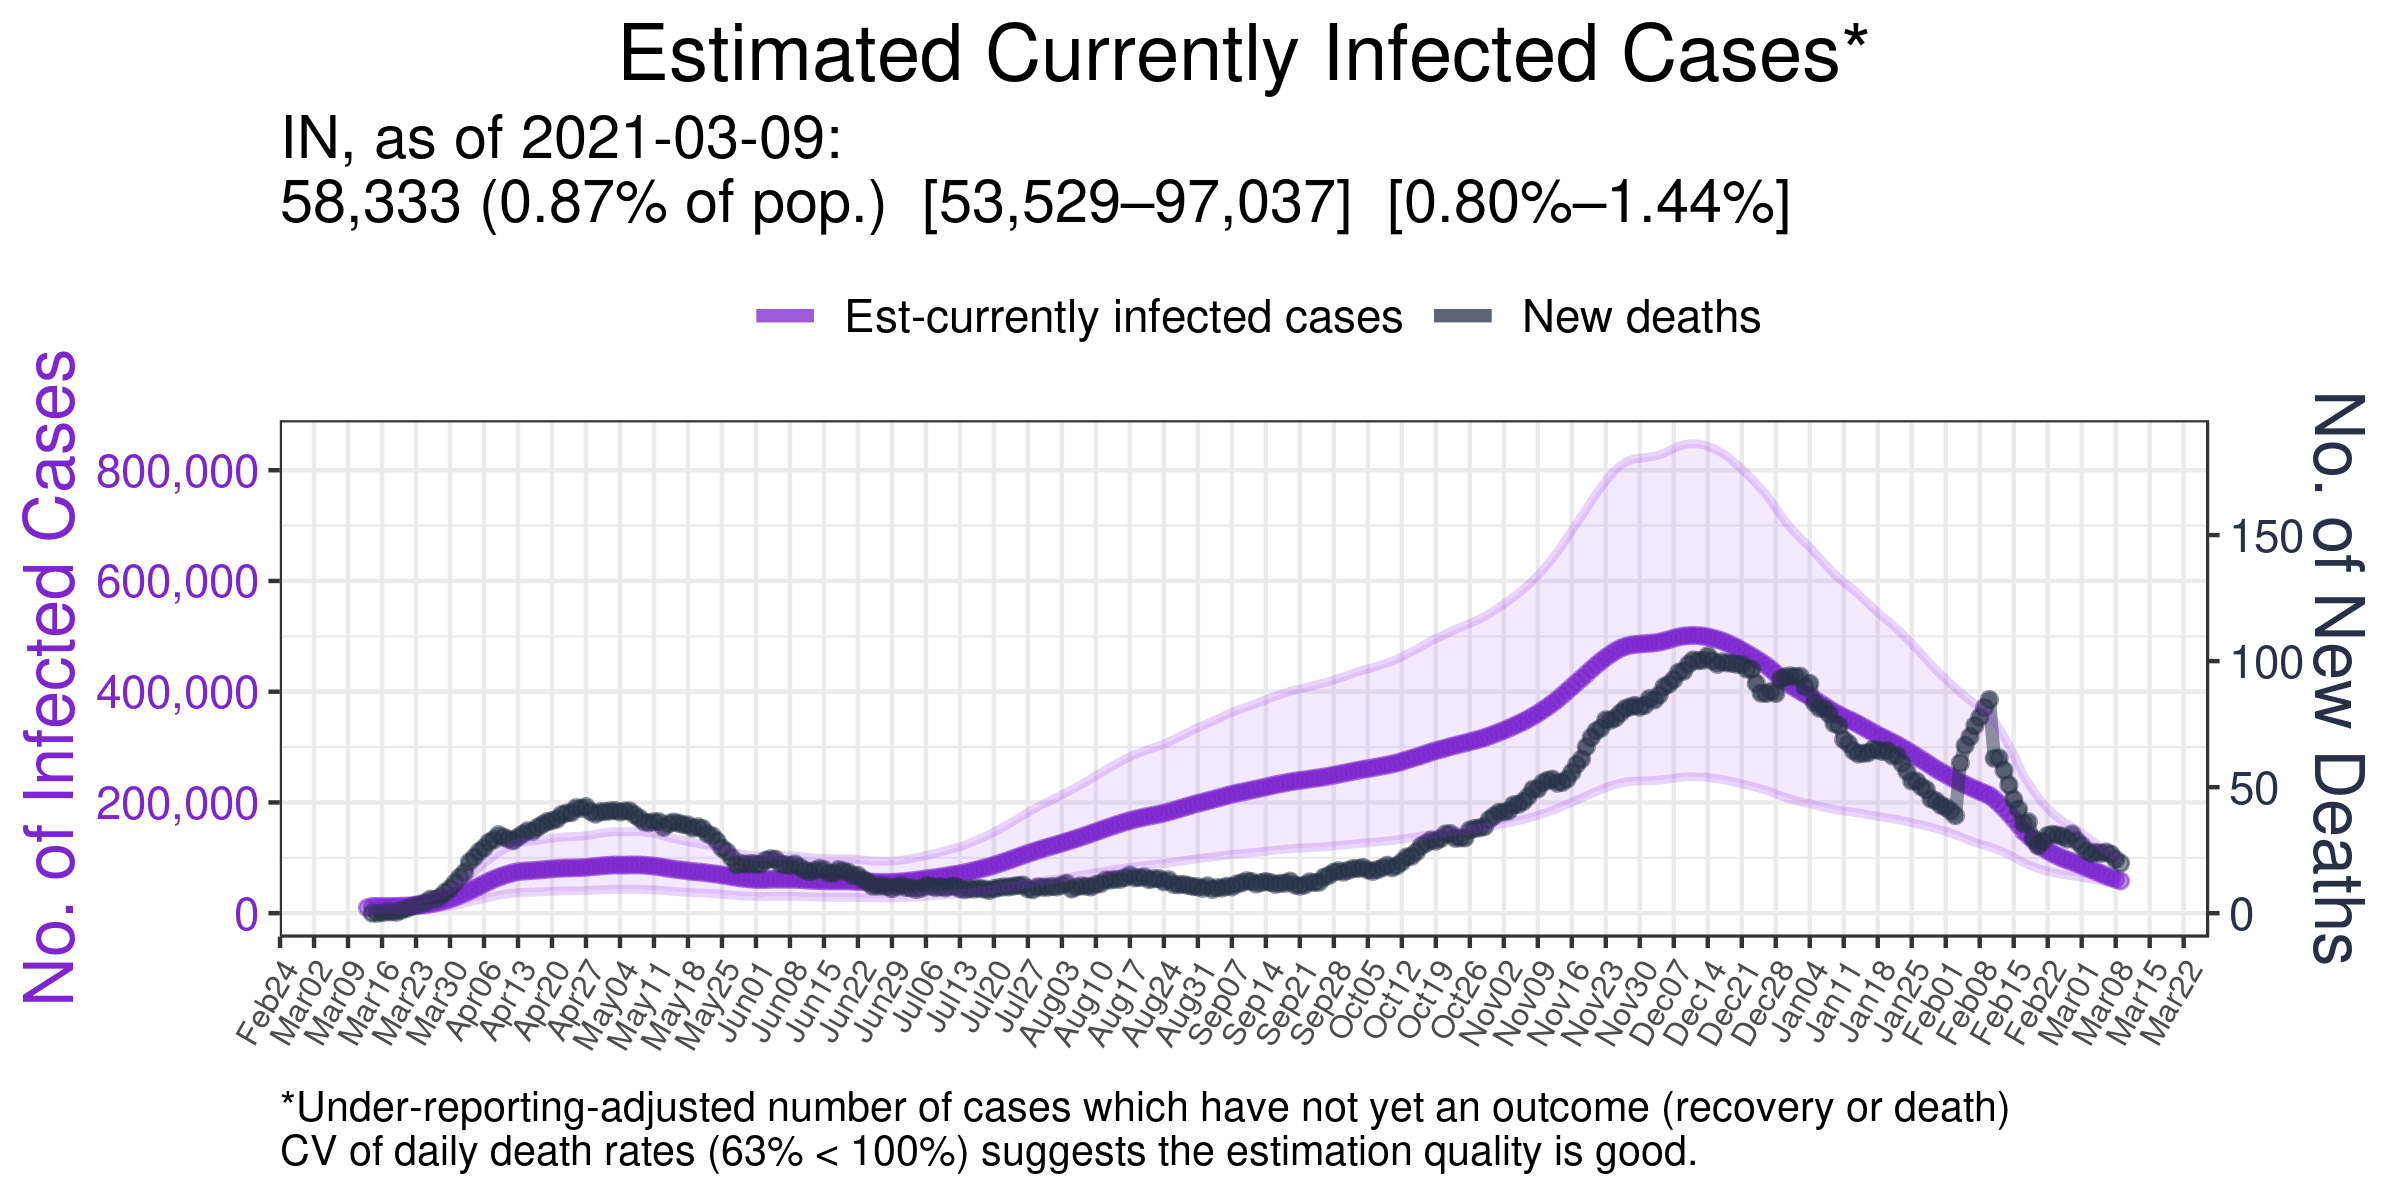 Estimated Currently Infected Cases*
IN, as of 2021-03-09:
58,333 (0.87% of pop.)  [53,529–97,037]  [0.80%–1.44%]
Est-currently infected cases
New deaths
No. of Infected Cases
800,000
600,000
400,000
200,000
0
150
100
50
0
No. of New Deaths
Feb24
Mar02
Mar09
Mar16
Mar23
Mar30
Apr06
Apr13
Apr20
Apr27
May04
May11
May18
May25
Jun01
Jun08
Jun15
Jun22
Jun29
Jul06
Jul13
Jul20
Jul27
Aug03
Aug10
Aug17
Aug24
Aug31
Sep07
Sep14
Sep21
Sep28
Oct05
Oct12
Oct19
Oct26
Nov02
Nov09
Nov16
Nov23
Nov30
Dec07
Dec14
Dec21
Dec28
Jan04
Jan11
Jan18
Jan25
Feb01
Feb08
Feb15
Feb22
Mar01
Mar08
Mar15
Mar22
*Under-reporting-adjusted number of cases which have not yet an outcome (recovery or death)
CV of daily death rates (63% < 100%) suggests the estimation quality is good.